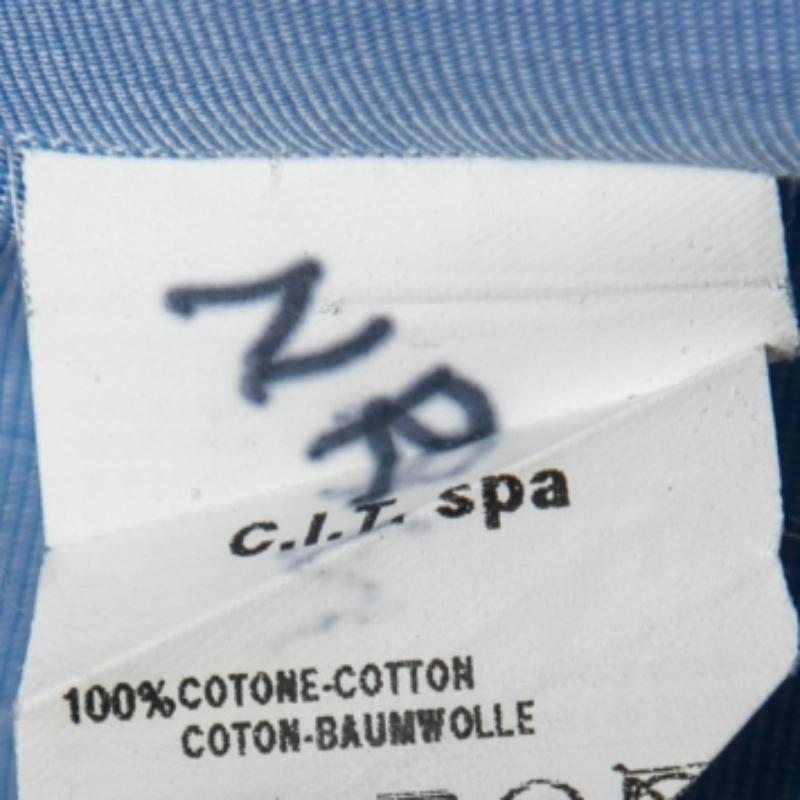 NR
C.I.T. spa
100% COTONE-COTTON
COTON-BAUMWOLLE